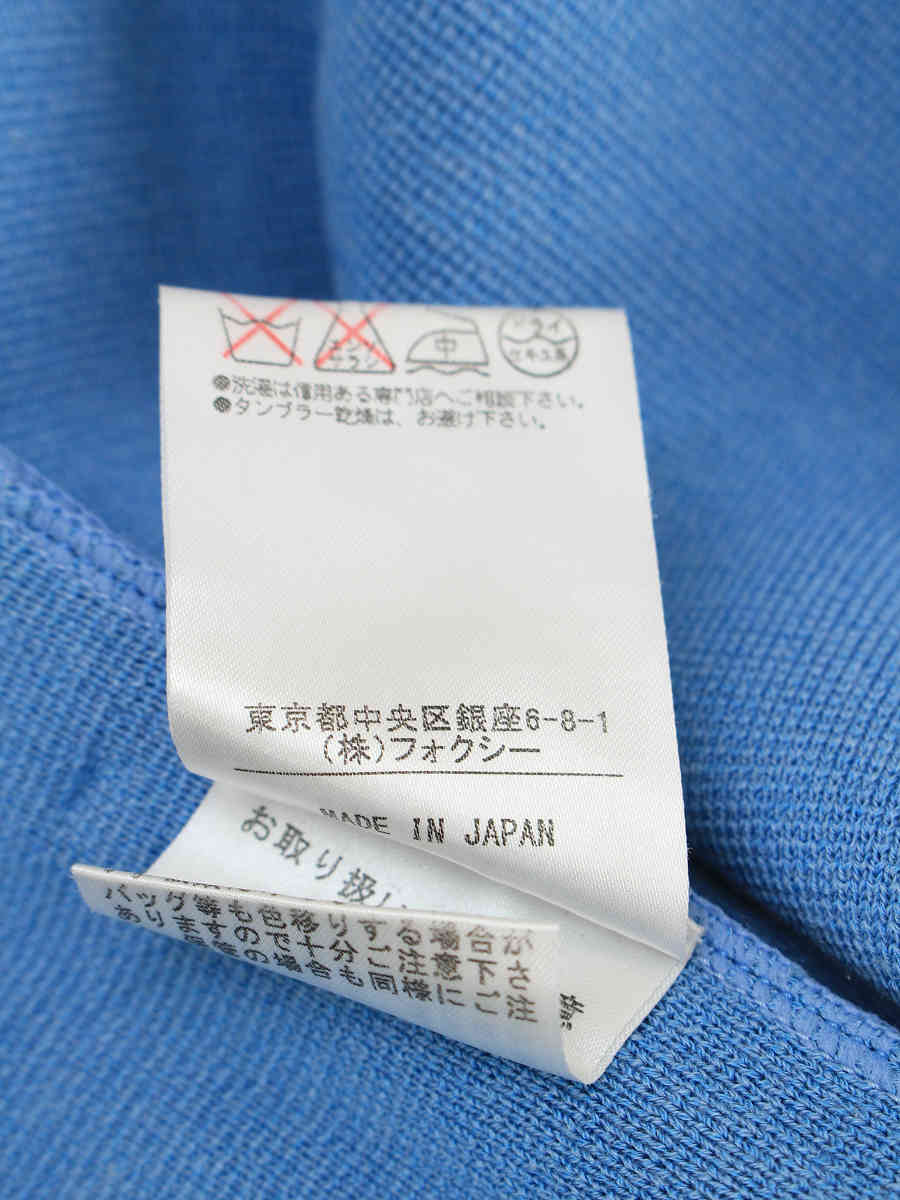 中
ドライ
セキユ系
●洗濯は信用ある専門店へご相談下さい。
●タンブラー乾燥は、お避け下さい。
東京都中央区銀座6-8-1
(株)フォクシー
MADE IN JAPAN
お取り扱い
バッグ等も色移りする場合が
ありますので十分ご注意下さ
の場合も同様にご注